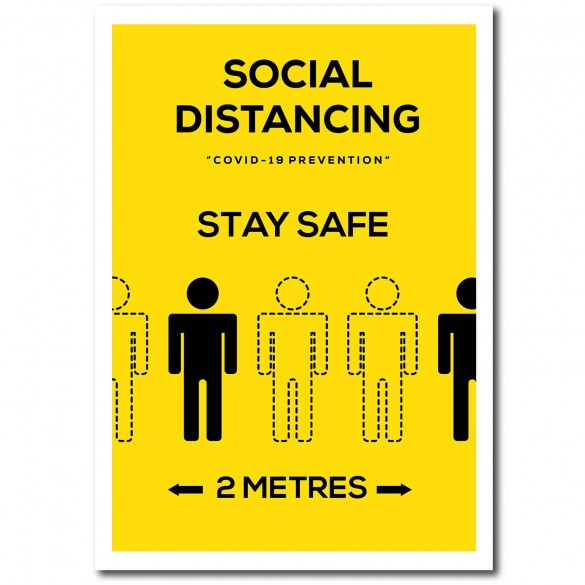 SOCIAL
DISTANCING
"COVID-19 PREVENTION"
STAY SAFE
2 METRES